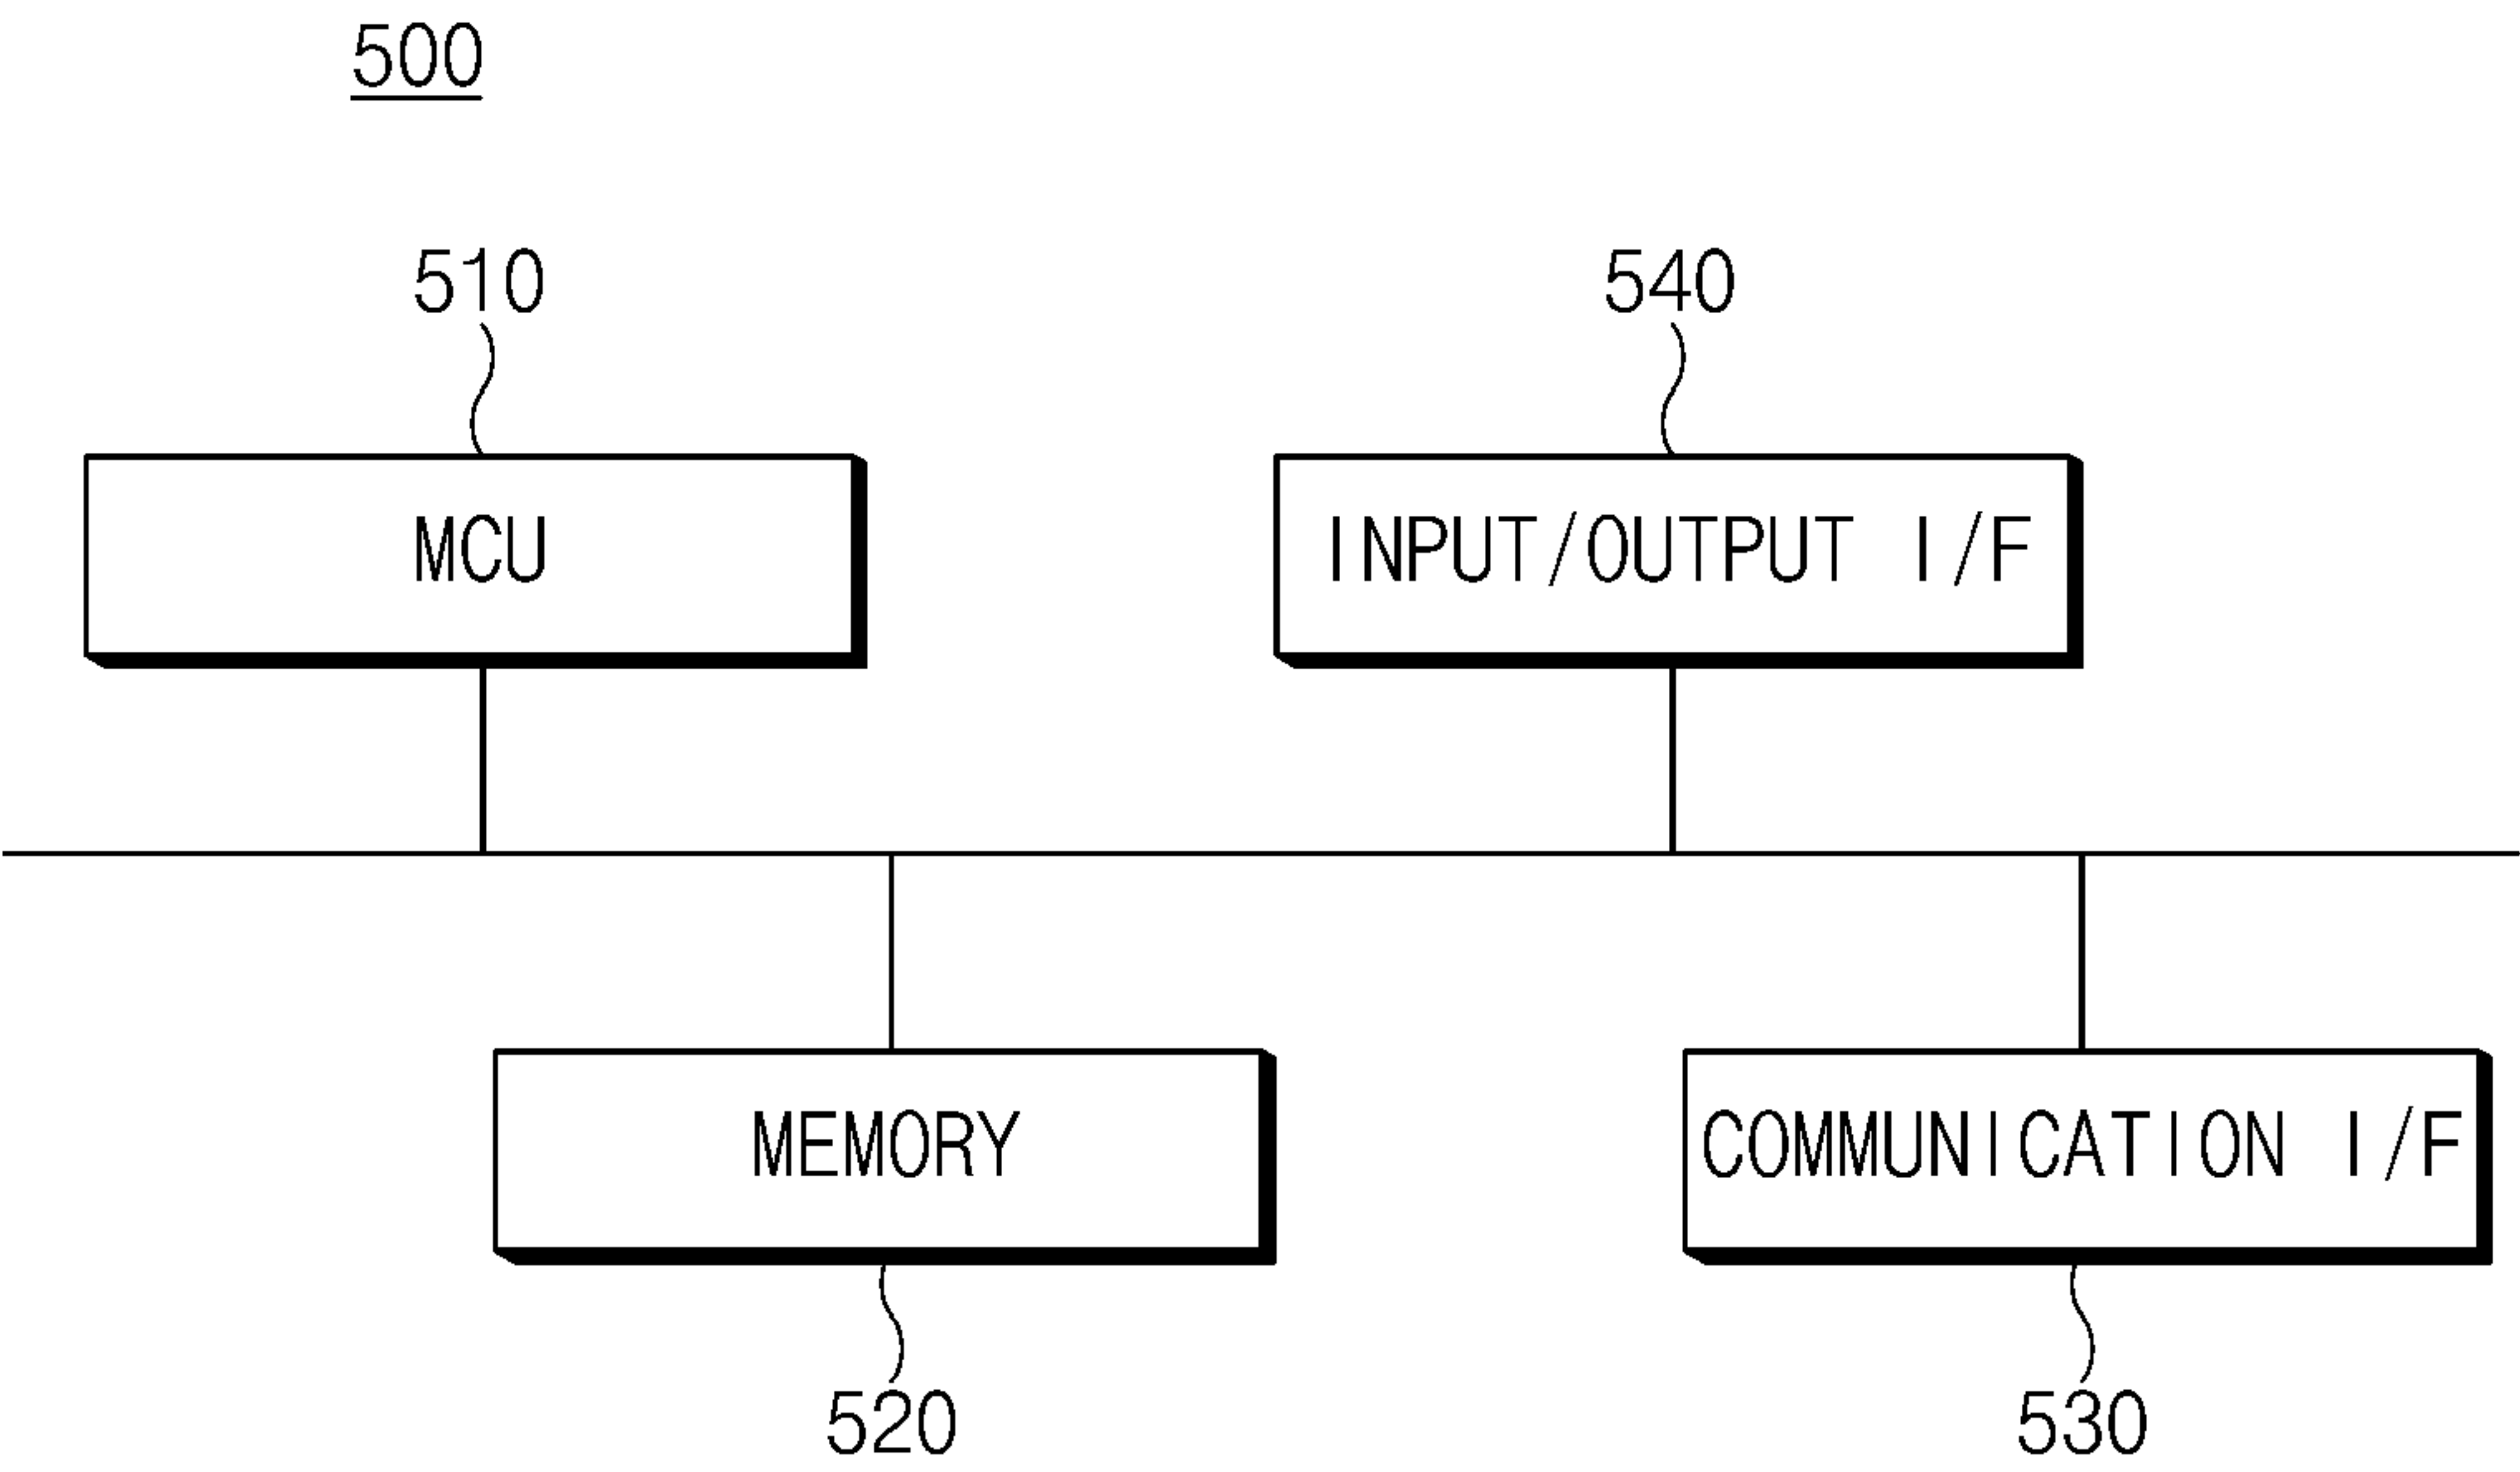 500
510
540
MCU
INPUT/OUTPUT I/F
MEMORY
COMMUNICATION I/F
520
530